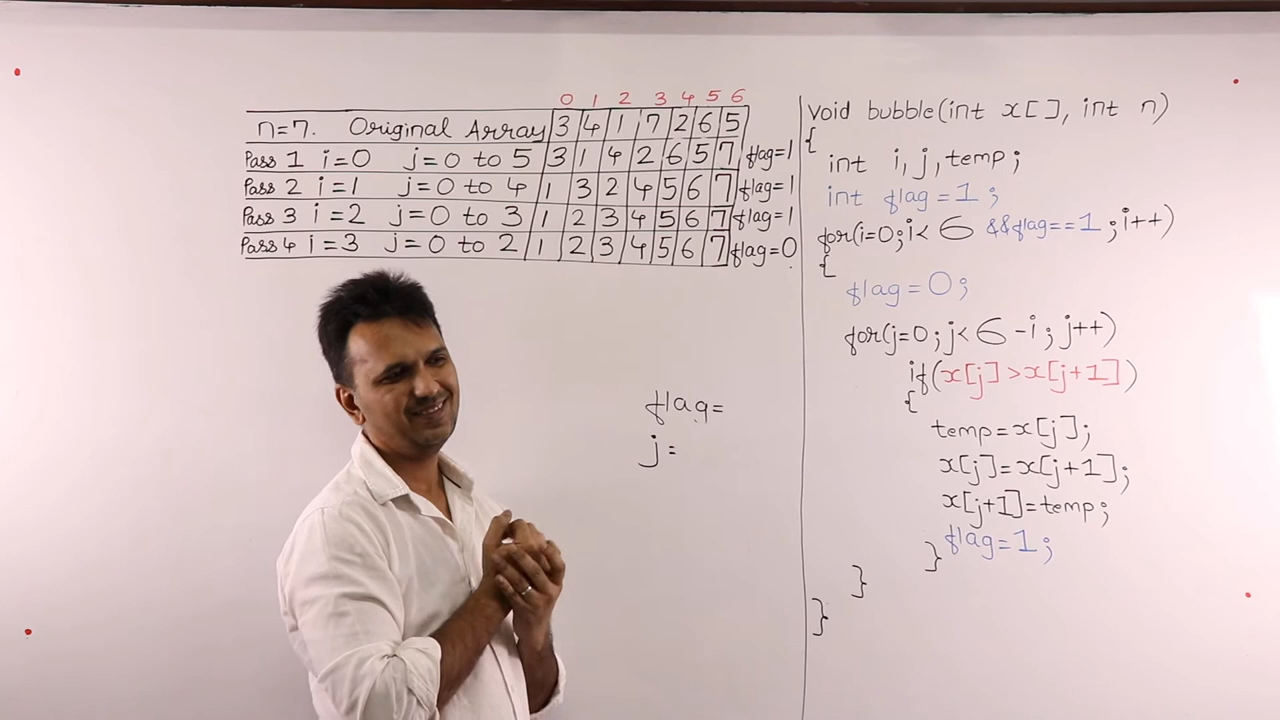 0 1 2 3 4 5 6
n=7. Original Array 3 4 1 7 2 6 5
Pass 1 i=0 j=0 to 5 3 1 4 2 6 5 7 flag=1
Pass 2 i=1 j=0 to 4 1 3 2 4 5 6 7 flag=1
Pass 3 i=2 j=0 to 3 1 2 3 4 5 6 7 flag=1
Pass 4 i=3 j=0 to 2 1 2 3 4 5 6 7 flag=0
flag=
j=
void bubble(int x[], int n)
{
int i,j,temp;
int flag=1;
for(i=0;i<6 &&flag==1;i++)
{
flag=0;
for(j=0;j<6-i;j++)
if(x[j]>x[j+1])
{
temp=x[j];
x[j]=x[j+1];
x[j+1]=temp;
flag=1;
}
}
}